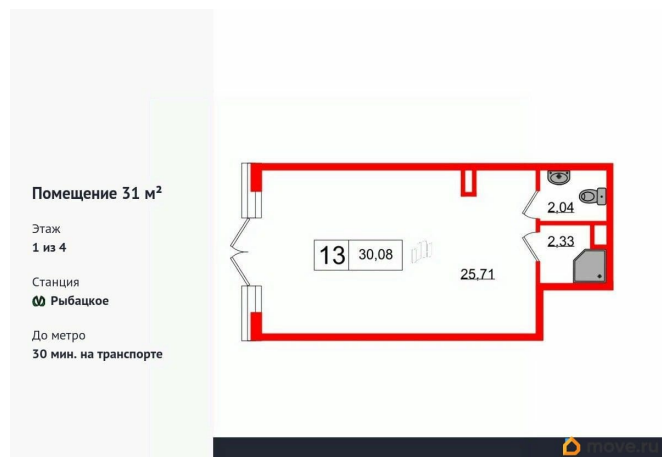 Помещение 31 м²
Этаж
1 из 4
Станция
Рыбацкое
До метро
30 мин. на транспорте
13 30,08
25,71
2,04
2,33
move.ru